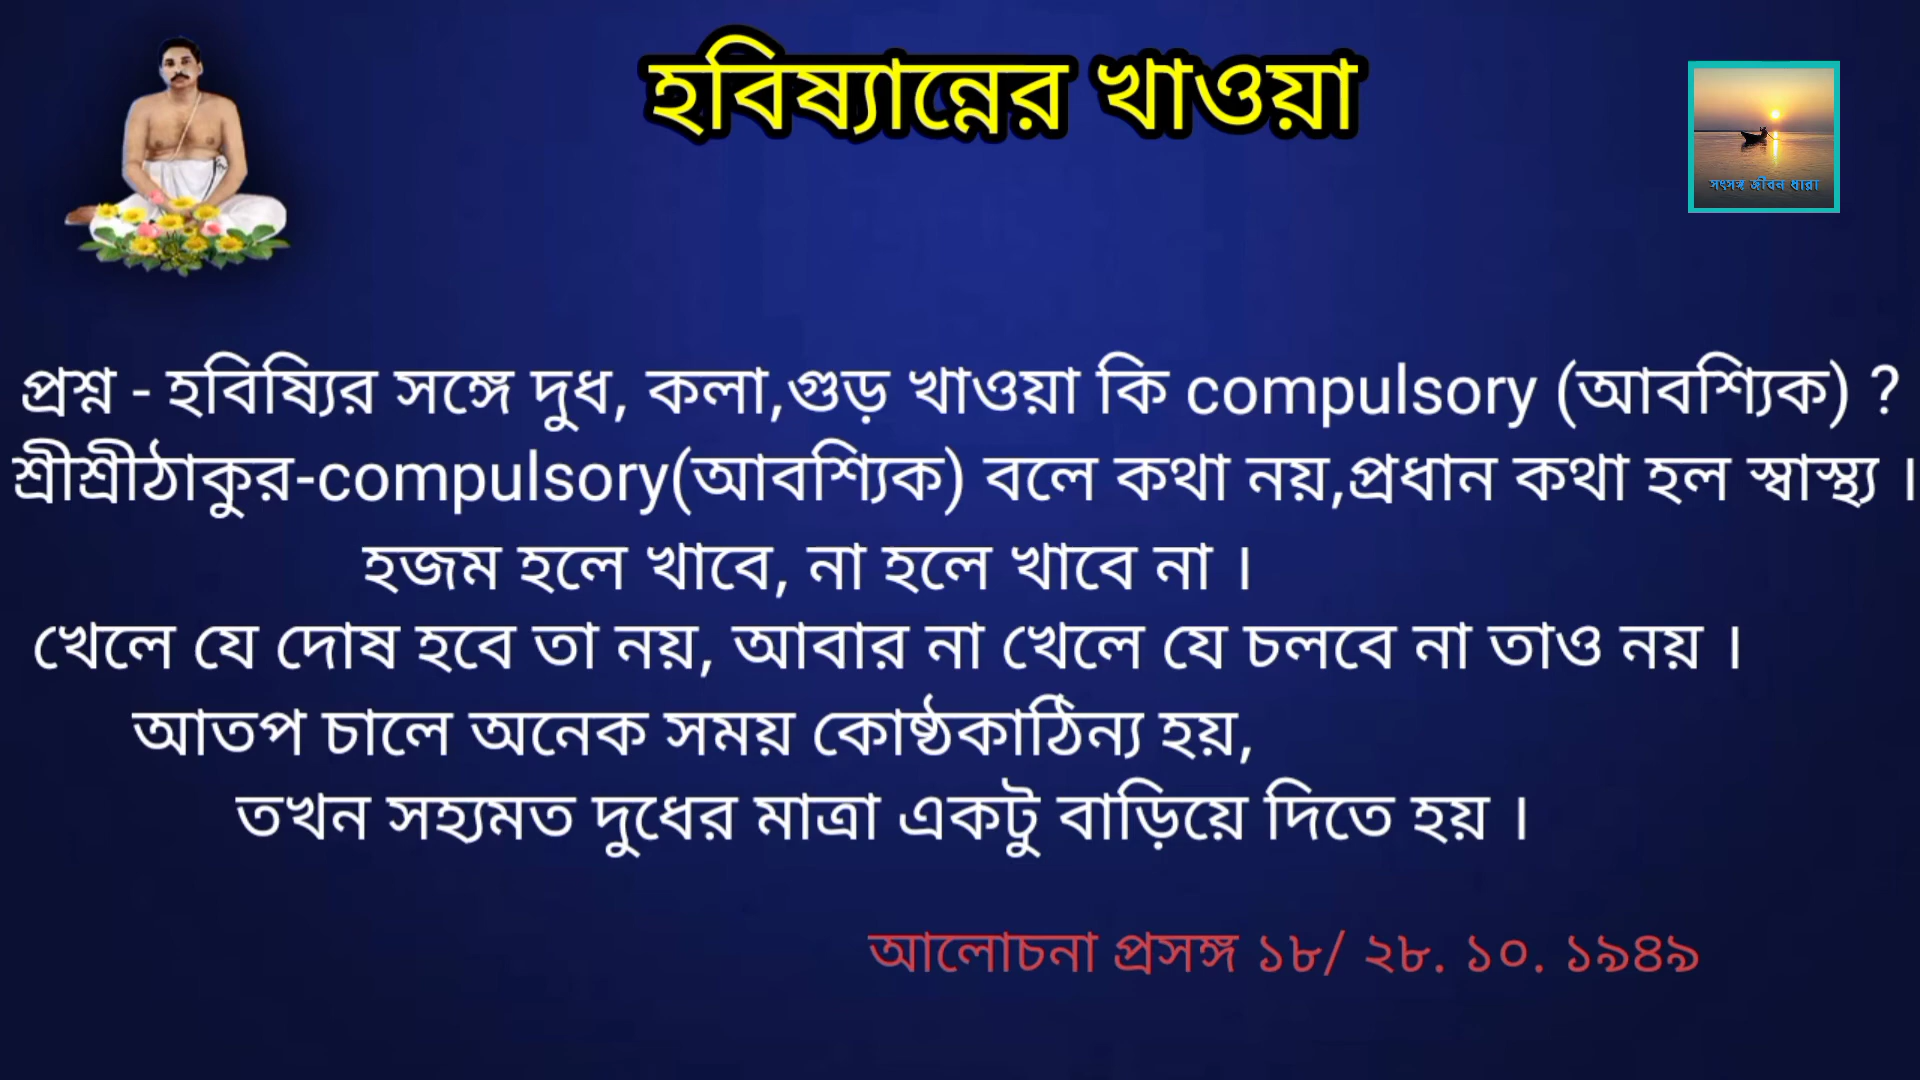 হবিষ্যান্নের খাওয়া
সৎসঙ্গ জীবন ধারা
প্রশ্ন - হবিষ্যির সঙ্গে দুধ, কলা,গুড় খাওয়া কি compulsory (আবশ্যিক) ?
শ্রীশ্রীঠাকুর-compulsory(আবশ্যিক) বলে কথা নয়,প্রধান কথা হল স্বাস্থ্য ।
হজম হলে খাবে, না হলে খাবে না ।
খেলে যে দোষ হবে তা নয়, আবার না খেলে যে চলবে না তাও নয় ।
আতপ চালে অনেক সময় কোষ্ঠকাঠিন্য হয়,
তখন সহ্যমত দুধের মাত্রা একটু বাড়িয়ে দিতে হয় ।
আলোচনা প্রসঙ্গ ১৮/ ২৮. ১০. ১৯৪৯